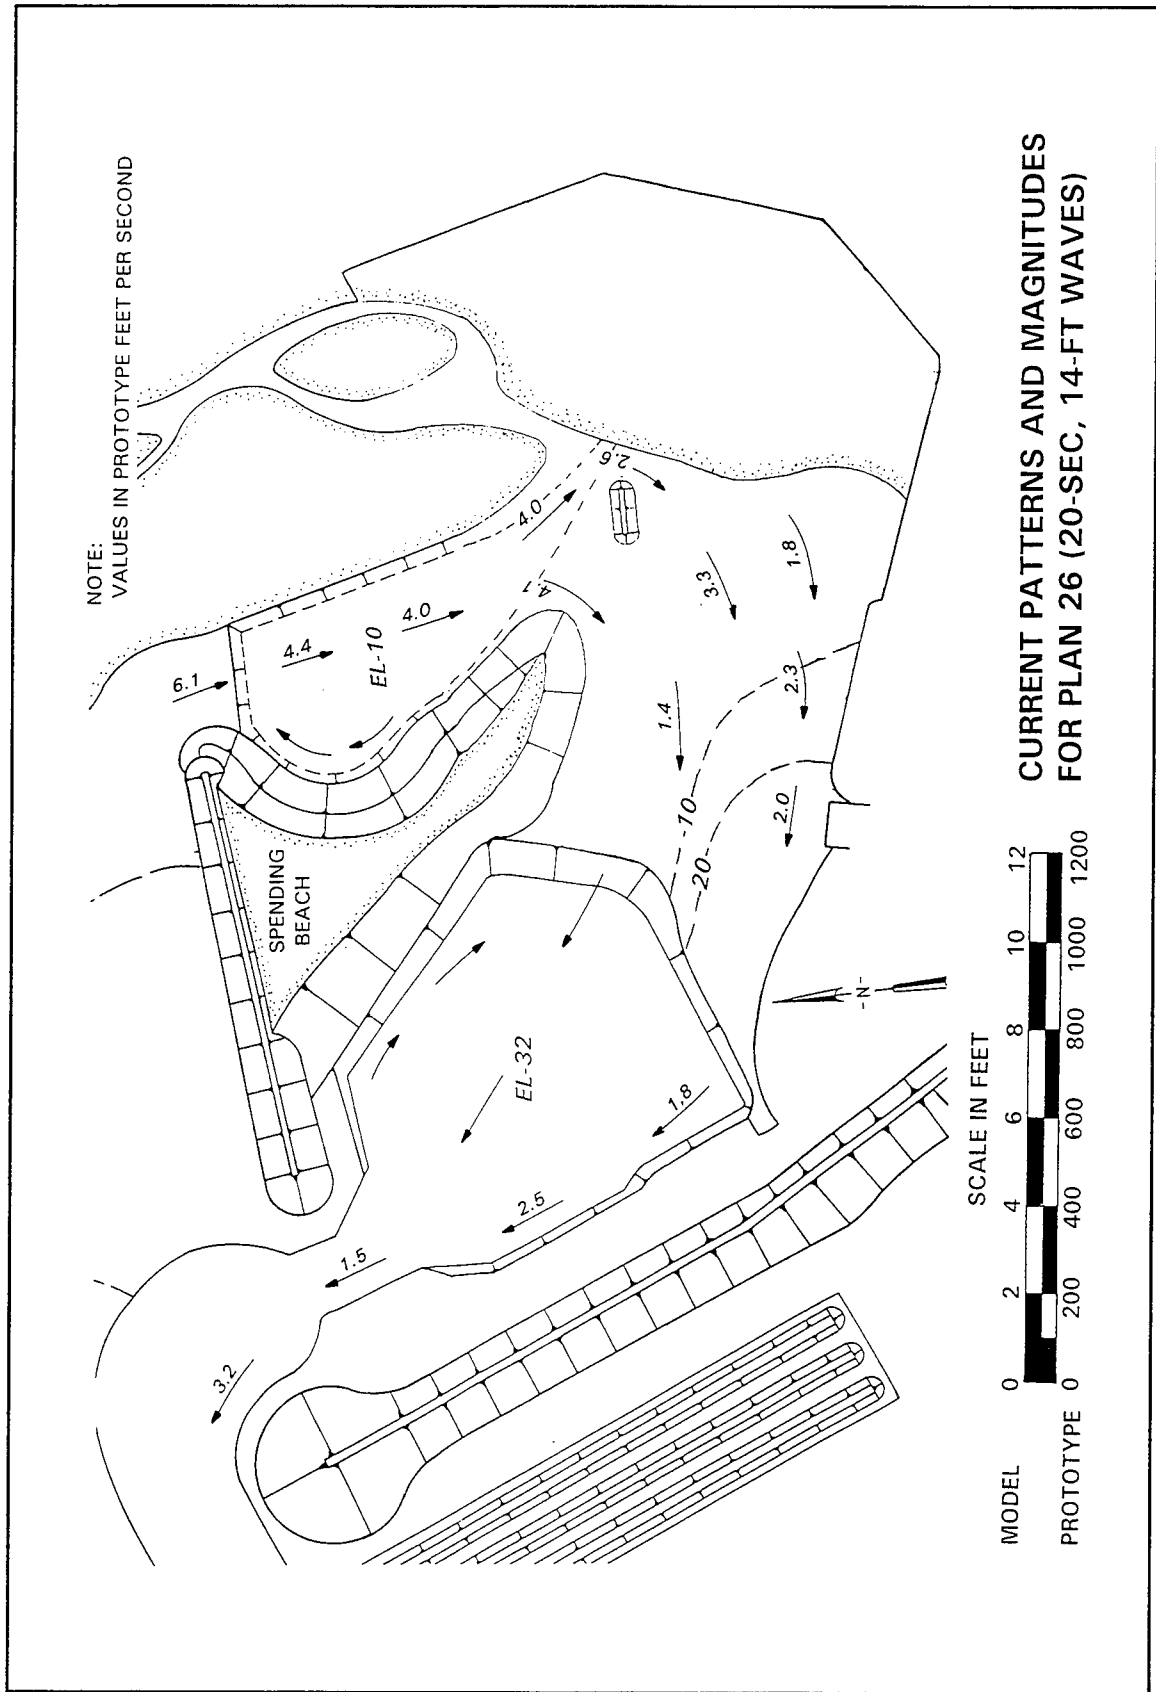 NOTE:
VALUES IN PROTOTYPE FEET PER SECOND
6.1
4.4
4.0
EL-10
4.0
2.6
4.1
3.3
1.8
1.4
2.3
2.0
-10-
20-
SPENDING
BEACH
EL-32
1.8
2.5
1.5
3.2
-N-
SCALE IN FEET
MODEL 0 2 4 6 8 10 12
PROTOTYPE 0 200 400 600 800 1000 1200
CURRENT PATTERNS AND MAGNITUDES
FOR PLAN 26 (20-SEC, 14-FT WAVES)